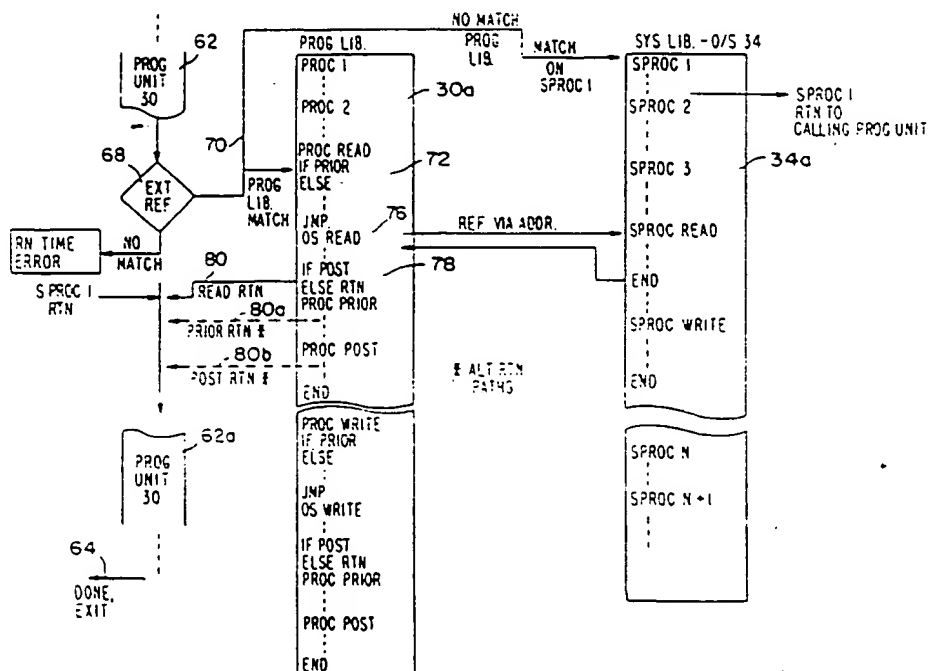 62
PROG
UNIT
30
68
EXT
REF
RN TIME
ERROR
NO
MATCH
S PROC 1
RTN
70
PROG
LIB.
MATCH
80
READ RTN
80a
PRIOR RTN *
80b
POST RTN *
62a
PROG
UNIT
30
64
DONE,
EXIT
NO MATCH
PROG
LIB.
MATCH
ON
SPROC 1
PROG LIB.
PROC 1
30a
PROC 2
PROC READ
IF PRIOR
ELSE
72
JMP
OS READ
76
IF POST
ELSE RTN
PROC PRIOR
78
PROC POST
END
PROC WRITE
IF PRIOR
ELSE
JMP
OS WRITE
IF POST
ELSE RTN
PROC PRIOR
PROC POST
END
REF VIA ADDR.
* ALT RTN
PATHS
SYS LIB. - O/S 34
SPROC 1
SPROC 2
SPROC 1
RTN TO
CALLING PROG UNIT
SPROC 3
34a
SPROC READ
END
SPROC WRITE
END
SPROC N
SPROC N + 1